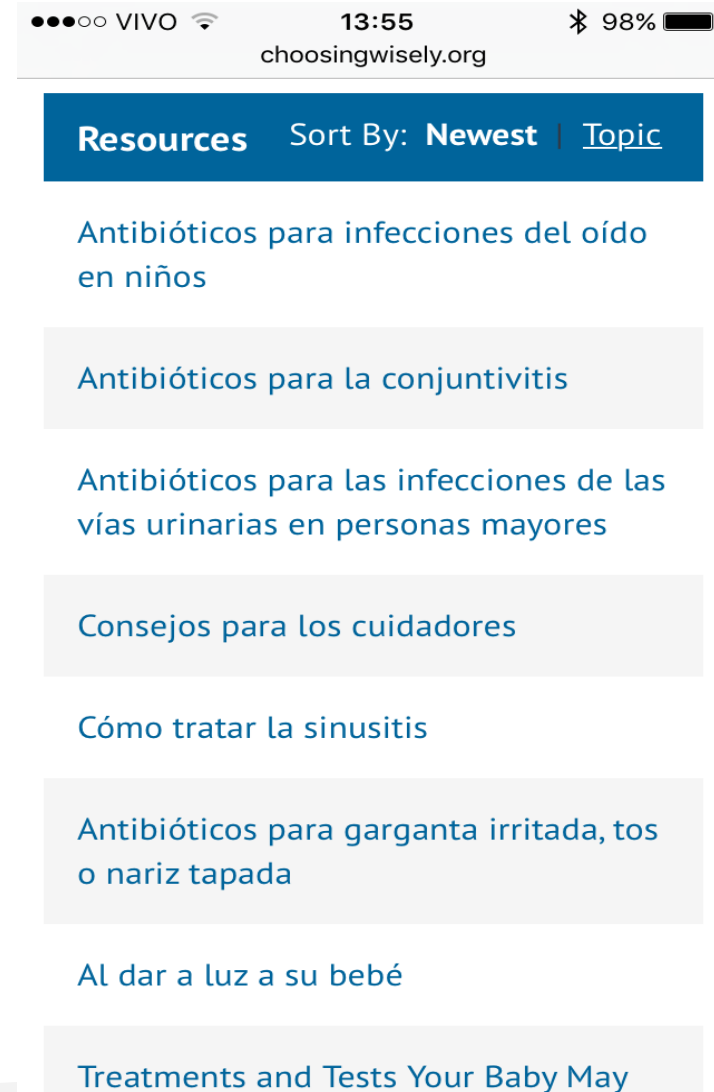 ●●●○○ VIVO 13:55 98%
choosingwisely.org
Resources Sort By: Newest | Topic
Antibióticos para infecciones del oído
en niños
Antibióticos para la conjuntivitis
Antibióticos para las infecciones de las
vías urinarias en personas mayores
Consejos para los cuidadores
Cómo tratar la sinusitis
Antibióticos para garganta irritada, tos
o nariz tapada
Al dar a luz a su bebé
Treatments and Tests Your Baby May